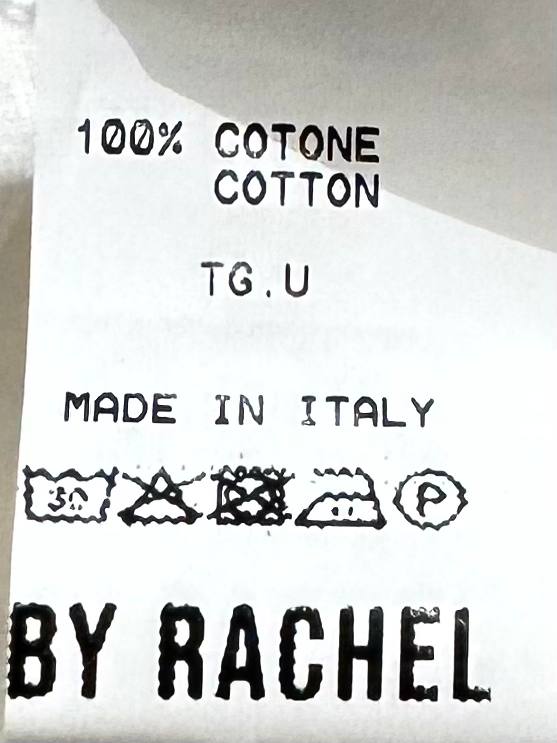 100% COTONE
COTTON
TG.U
MADE IN ITALY
30 P
BY RACHEL